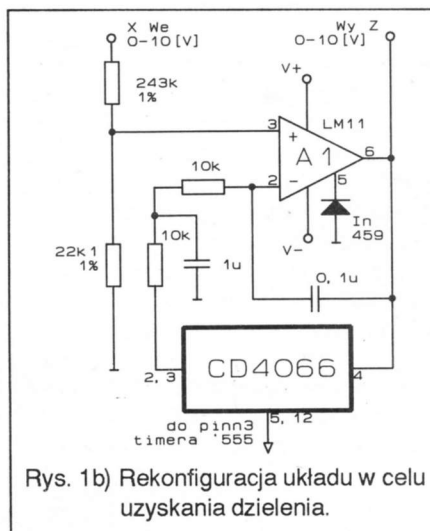 X We
0-10 [V]
Wy Z
0-10 [V]
243k
1%
V+
LM11
3
+
A 1
6
10k
2
-
5
10k
In
459
V-
22k1
1%
1u
0, 1u
CD4066
2, 3
4
5, 12
do pinn3
timera '555
Rys. 1b) Rekonfiguracja układu w celu
uzyskania dzielenia.